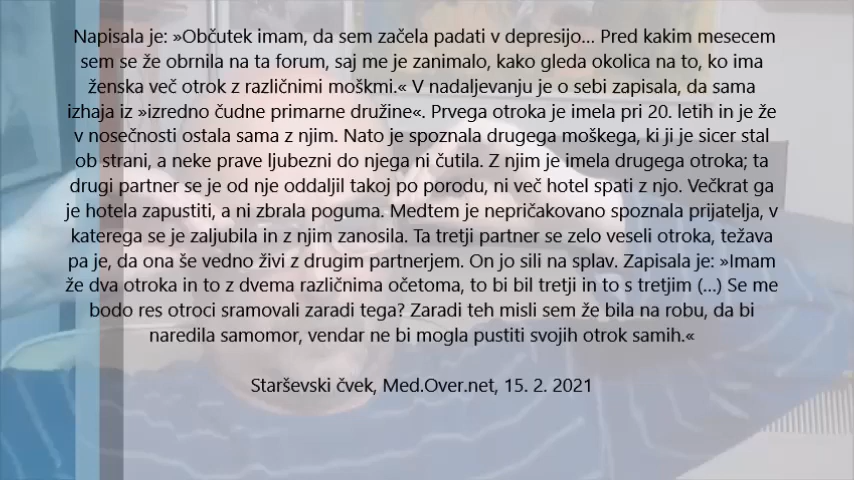 Napisala je: »Občutek imam, da sem začela padati v depresijo... Pred kakim mesecem
sem se že obrnila na ta forum, saj me je zanimalo, kako gleda okolica na to, ko ima
ženska več otrok z različnimi moškmi.« V nadaljevanju je o sebi zapisala, da sama
izhaja iz »izredno čudne primarne družine«. Prvega otroka je imela pri 20. letih in je že
v nosečnosti ostala sama z njim. Nato je spoznala drugega moškega, ki ji je sicer stal
ob strani, a neke prave ljubezni do njega ni čutila. Z njim je imela drugega otroka; ta
drugi partner se je od nje oddaljil takoj po porodu, ni več hotel spati z njo. Večkrat ga
je hotela zapustiti, a ni zbrala poguma. Medtem je nepričakovano spoznala prijatelja, v
katerega se je zaljubila in z njim zanosila. Ta tretji partner se zelo veseli otroka, težava
pa je, da ona še vedno živi z drugim partnerjem. On jo sili na splav. Zapisala je: »Imam
že dva otroka in to z dvema različnima očetoma, to bi bil tretji in to s tretjim (...) Se me
bodo res otroci sramovali zaradi tega? Zaradi teh misli sem že bila na robu, da bi
naredila samomor, vendar ne bi mogla pustiti svojih otrok samih.«
Starševski čvek, Med.Over.net, 15. 2. 2021